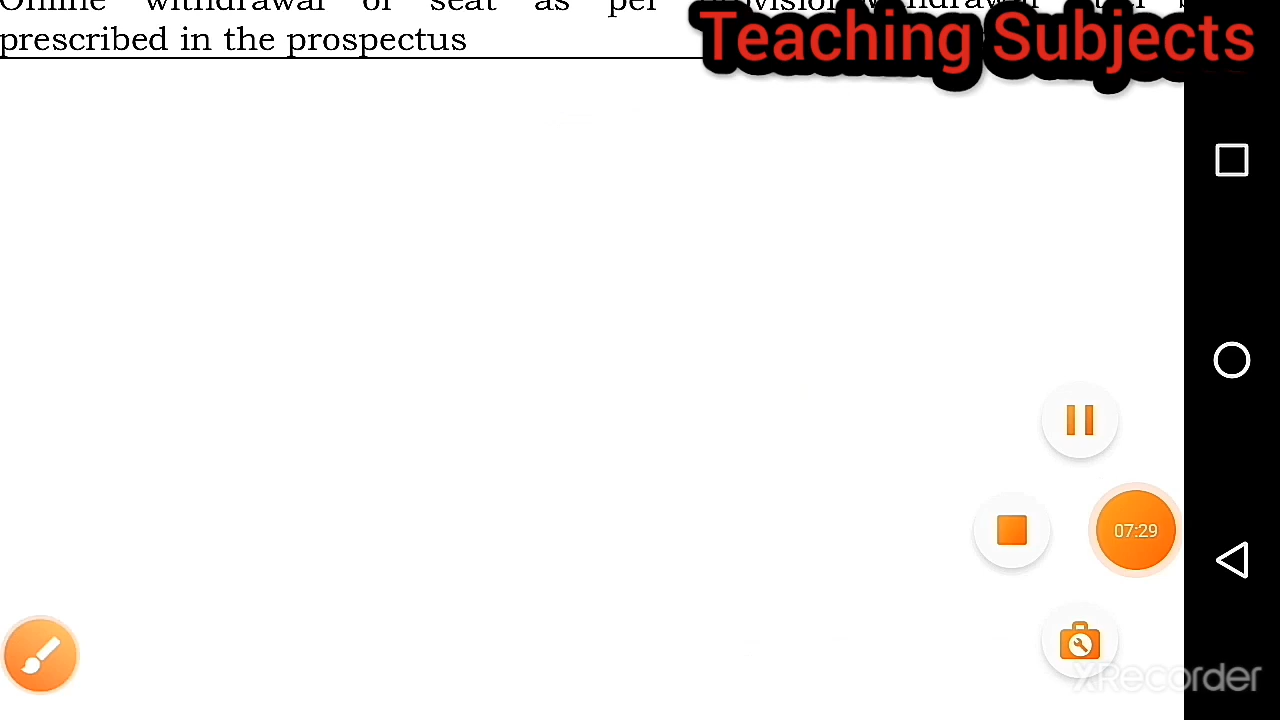 Online withdrawal of seat as per
prescribed in the prospectus
Teaching Subjects
07:29
XRecorder